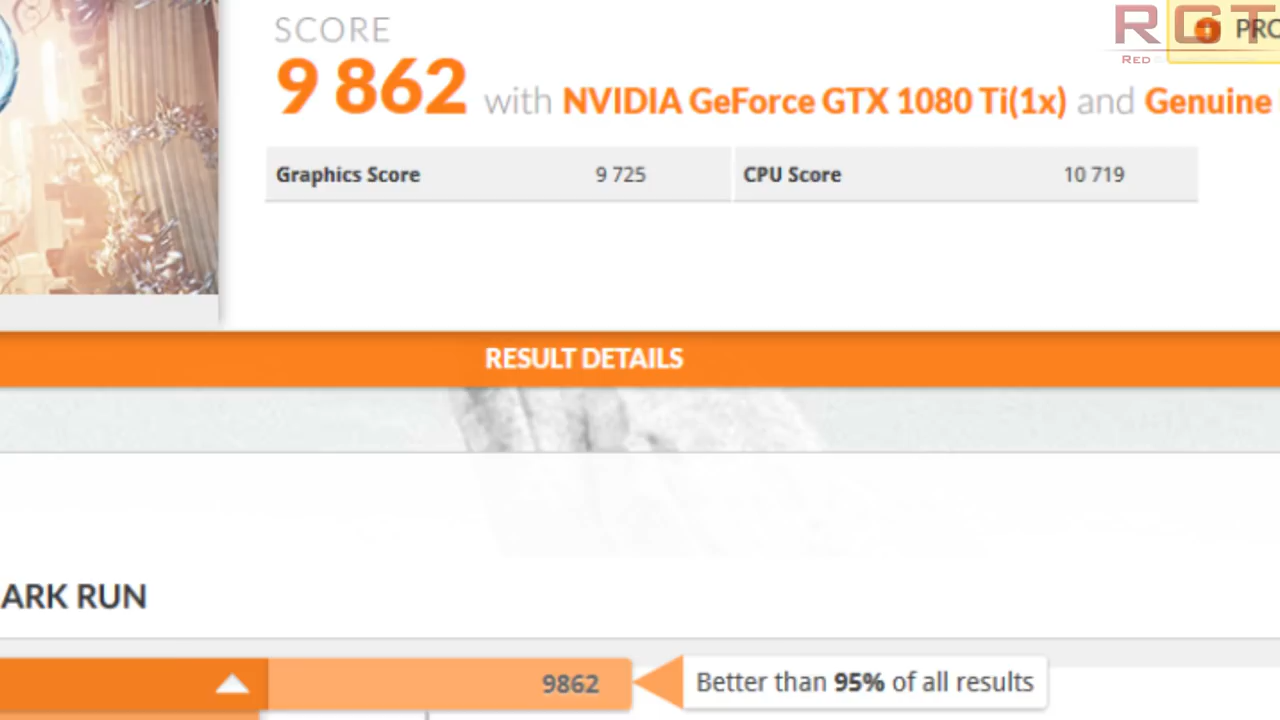 SCORE
RGT
PRO
RED
9 862 with NVIDIA GeForce GTX 1080 Ti(1x) and Genuine
Graphics Score 9 725 CPU Score 10 719
RESULT DETAILS
ARK RUN
9862 Better than 95% of all results